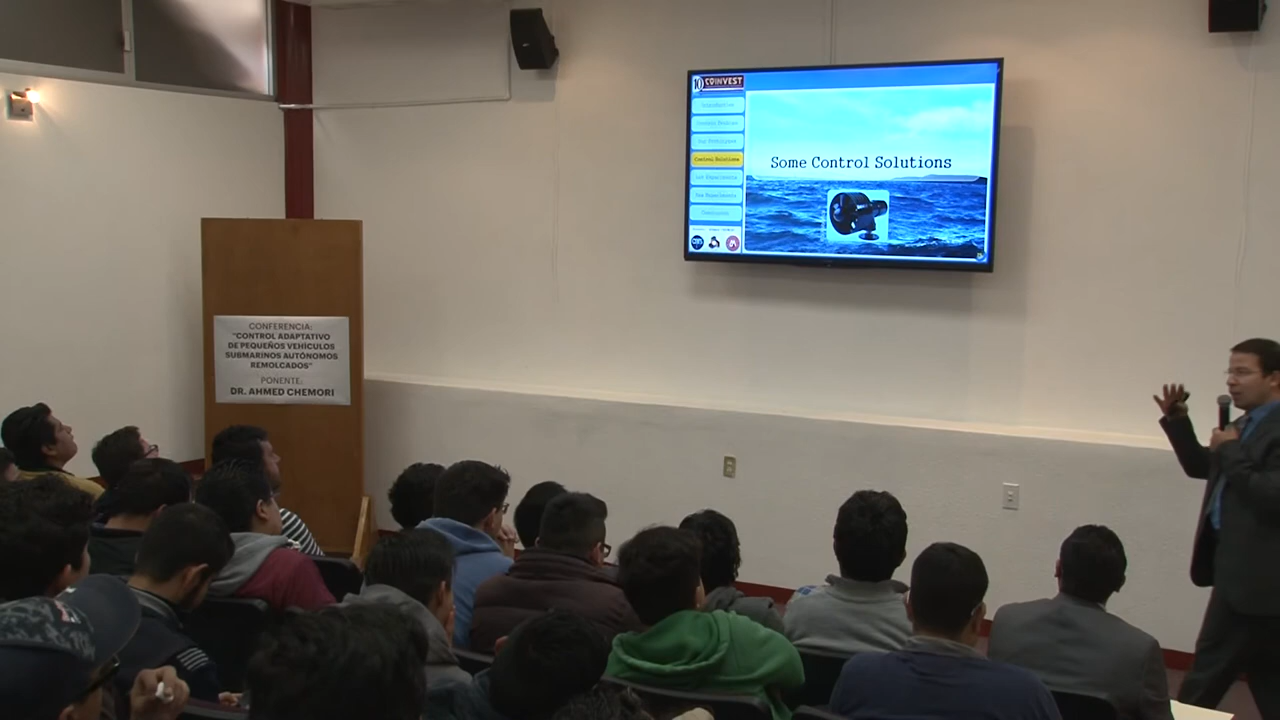 CONFERENCIA:
"CONTROL ADAPTATIVO
DE PEQUEÑOS VEHÍCULOS
SUBMARINOS AUTÓNOMOS
REMOLCADOS"
PONENTE:
DR. AHMED CHEMORI
10 COINVEST
Introduction
Control Solutions
Some Control Solutions